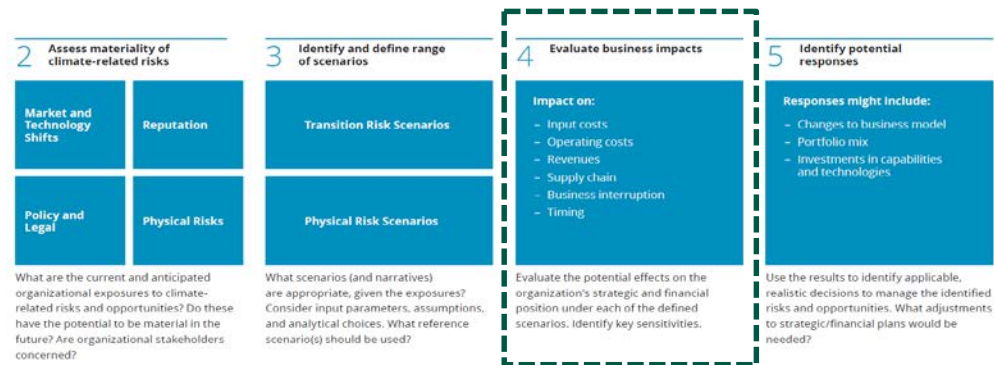 2 Assess materiality of
climate-related risks
Market and
Technology
Shifts
Reputation
Policy and
Legal
Physical Risks
What are the current and anticipated
organizational exposures to climate-
related risks and opportunities? Do these
have the potential to be material in the
future? Are organizational stakeholders
concerned?
3 Identify and define range
of scenarios
Transition Risk Scenarios
Physical Risk Scenarios
What scenarios (and narratives)
are appropriate, given the exposures?
Consider input parameters, assumptions,
and analytical choices. What reference
scenario(s) should be used?
4 Evaluate business impacts
Impact on:
– Input costs
– Operating costs
– Revenues
– Supply chain
– Business interruption
– Timing
Evaluate the potential effects on the
organization's strategic and financial
position under each of the defined
scenarios. Identify key sensitivities.
5 Identify potential
responses
Responses might include:
– Changes to business model
– Portfolio mix
– Investments in capabilities
and technologies
Use the results to identify applicable,
realistic decisions to manage the identified
risks and opportunities. What adjustments
to strategic/financial plans would be
needed?